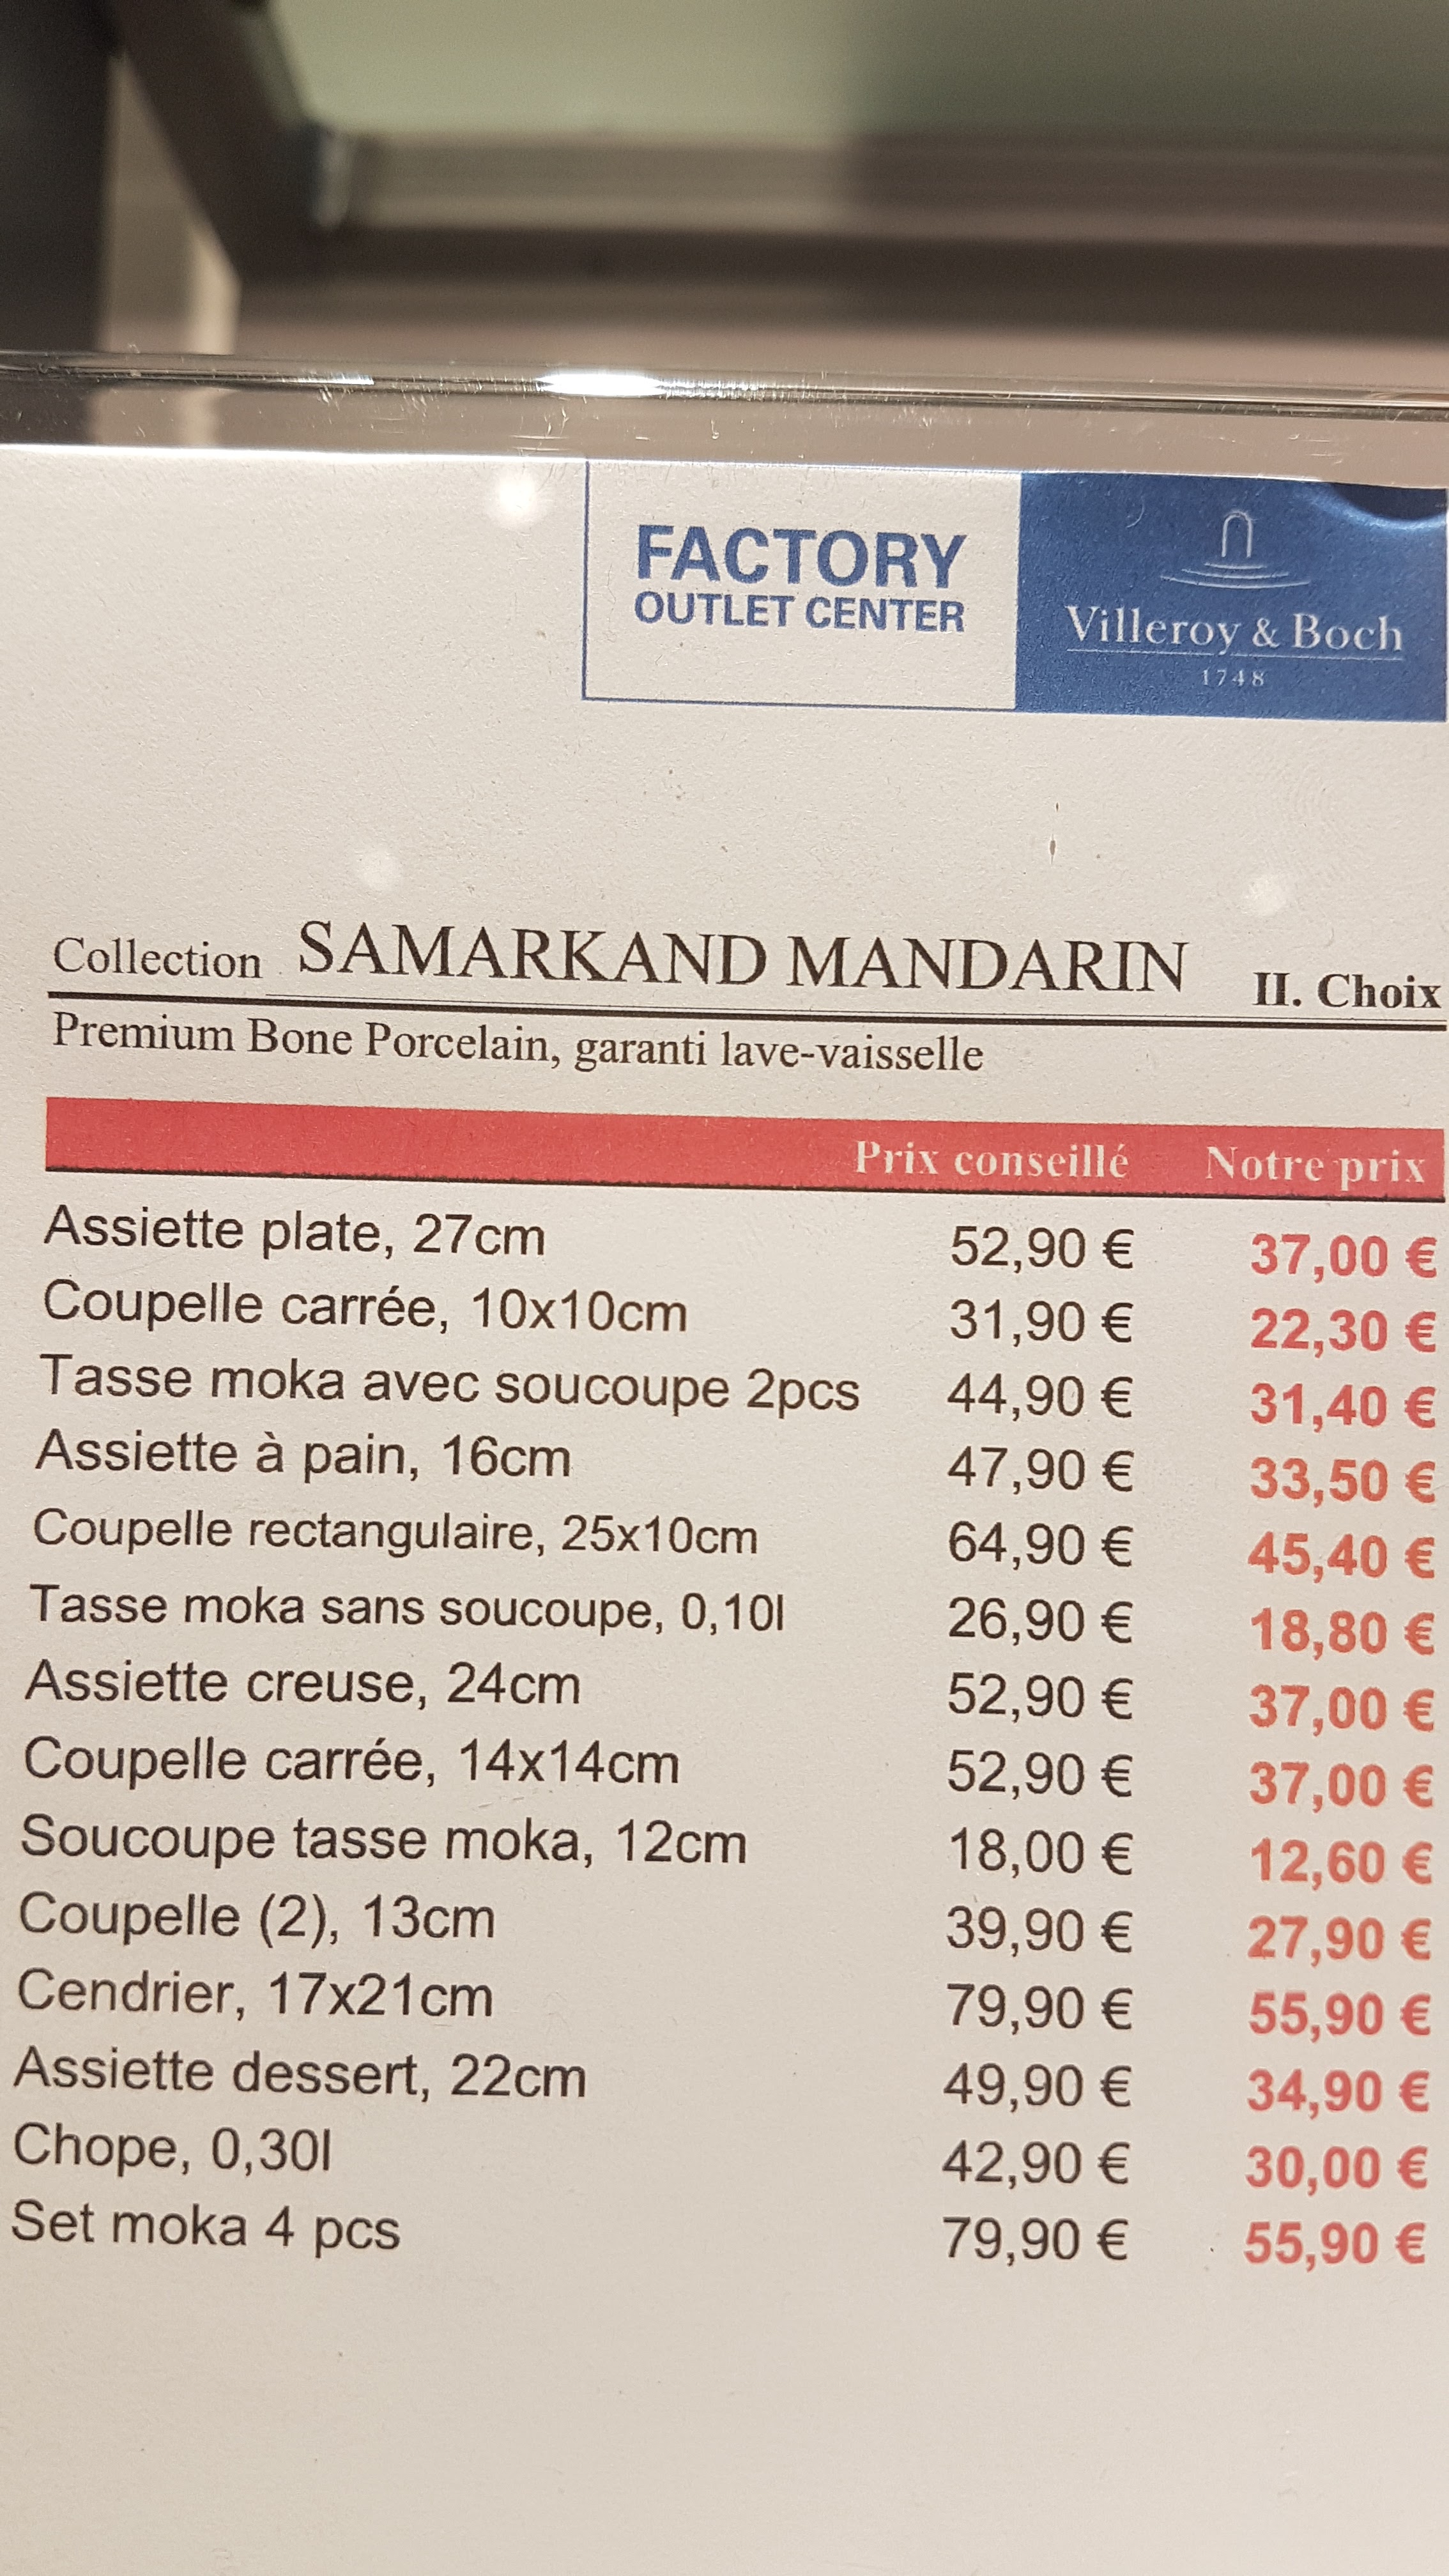 FACTORY
OUTLET CENTER
Villeroy & Boch
1748
Collection SAMARKAND MANDARIN II. Choix
Premium Bone Porcelain, garanti lave-vaisselle
Prix conseillé Notre prix
Assiette plate, 27cm 52,90 € 37,00 €
Coupelle carrée, 10x10cm 31,90 € 22,30 €
Tasse moka avec soucoupe 2pcs 44,90 € 31,40 €
Assiette à pain, 16cm 47,90 € 33,50 €
Coupelle rectangulaire, 25x10cm 64,90 € 45,40 €
Tasse moka sans soucoupe, 0,10l 26,90 € 18,80 €
Assiette creuse, 24cm 52,90 € 37,00 €
Coupelle carrée, 14x14cm 52,90 € 37,00 €
Soucoupe tasse moka, 12cm 18,00 € 12,60 €
Coupelle (2), 13cm 39,90 € 27,90 €
Cendrier, 17x21cm 79,90 € 55,90 €
Assiette dessert, 22cm 49,90 € 34,90 €
Chope, 0,30l 42,90 € 30,00 €
Set moka 4 pcs 79,90 € 55,90 €